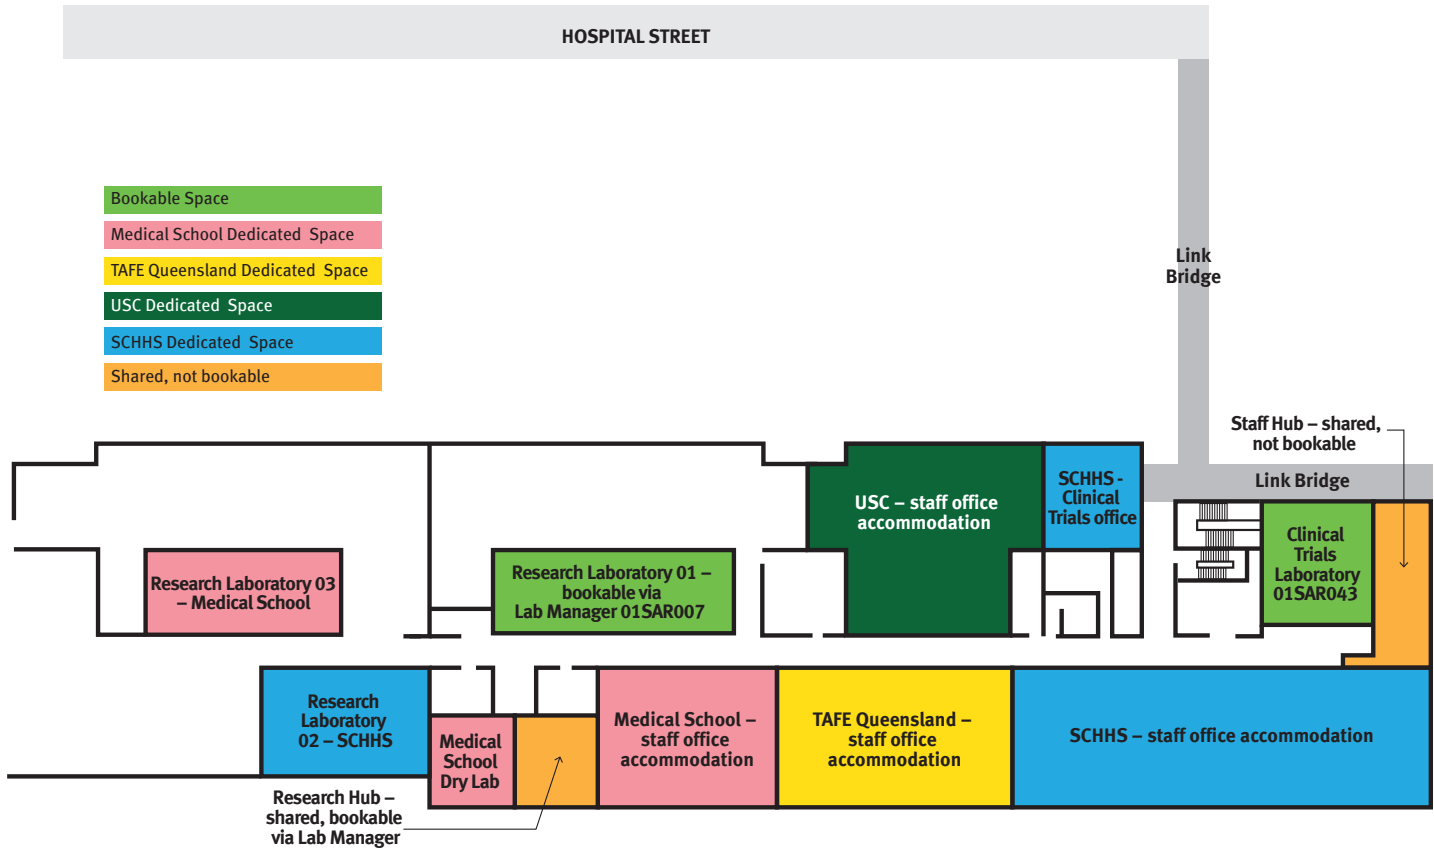 HOSPITAL STREET
Bookable Space
Medical School Dedicated Space
TAFE Queensland Dedicated Space
USC Dedicated Space
SCHHS Dedicated Space
Shared, not bookable
Link
Bridge
Staff Hub – shared,
not bookable
Link Bridge
USC – staff office
accommodation
SCHHS -
Clinical
Trials office
Clinical
Trials
Laboratory
01SAR043
Research Laboratory 03
– Medical School
Research Laboratory 01 –
bookable via
Lab Manager 01SAR007
Research
Laboratory
02 – SCHHS
Medical
School
Dry Lab
Medical School –
staff office
accommodation
TAFE Queensland –
staff office
accommodation
SCHHS – staff office accommodation
Research Hub –
shared, bookable
via Lab Manager